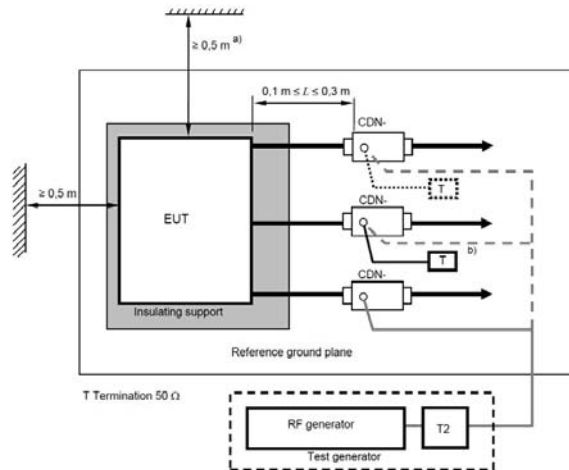 ≥ 0,5 m a)
0,1 m ≤ L ≤ 0,3 m
CDN-
T
≥ 0,5 m
EUT
CDN-
b)
T
CDN-
Insulating support
Reference ground plane
T Termination 50 Ω
RF generator
T2
Test generator